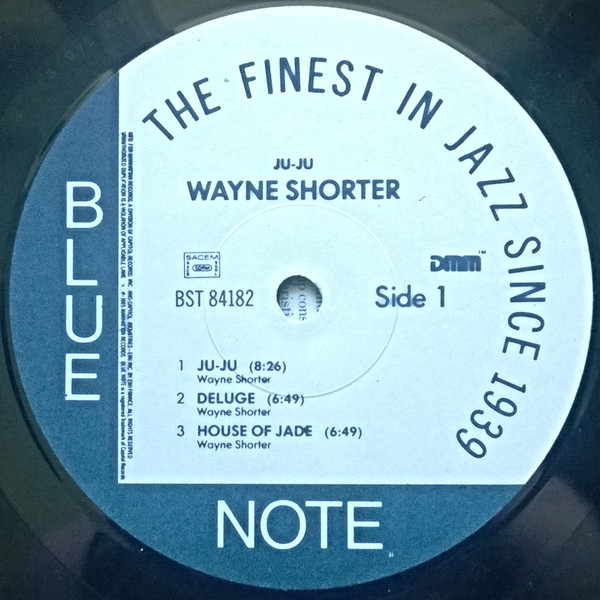 THE FINEST IN JAZZ SINCE 1939
JU-JU
WAYNE SHORTER
SACEM
BST 84182
DMM
™
Side 1
1 JU-JU (8:26)
Wayne Shorter
2 DELUGE (6:49)
Wayne Shorter
3 HOUSE OF JADE (6:49)
Wayne Shorter
BLUE
NOTE